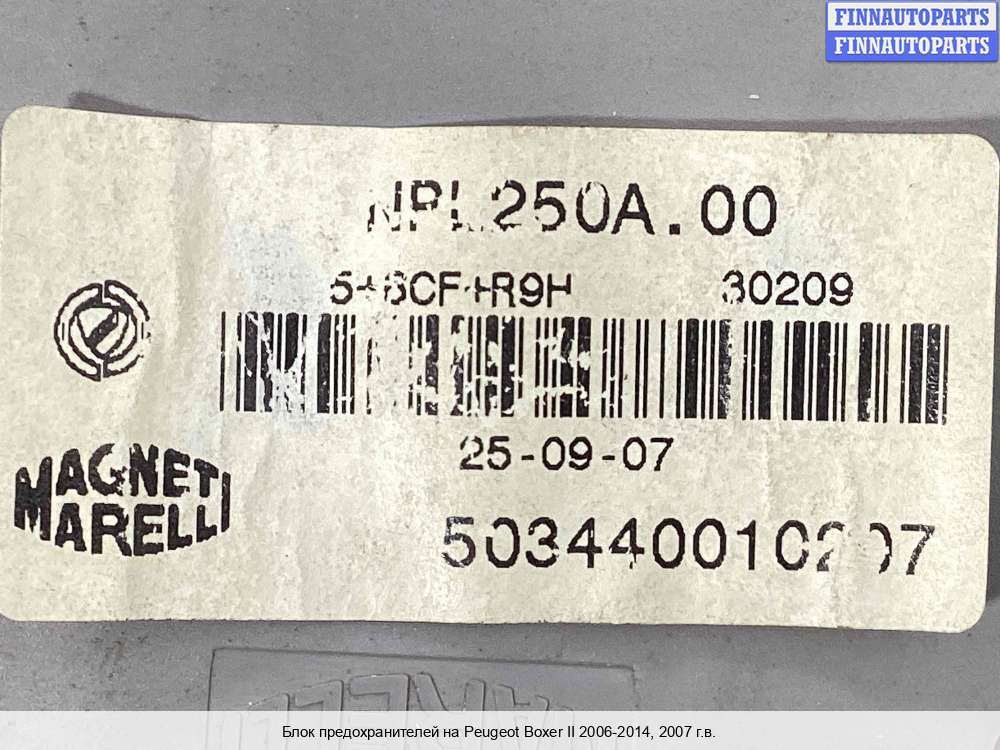 FINNAUTOPARTS
FINNAUTOPARTS
250A.00
30209
25-09-07
MAGNETI
MARELLI
Блок предохранителей на Peugeot Boxer II 2006-2014, 2007 г.в.